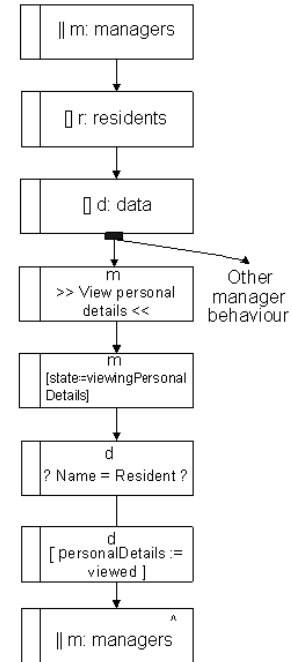 || m: managers
[] r: residents
[] d: data
m
>> View personal
details <<
Other
manager
behaviour
m
[state:=viewingPersonal
Details]
d
? Name = Resident ?
d
[ personalDetails :=
viewed ]
^
|| m: managers